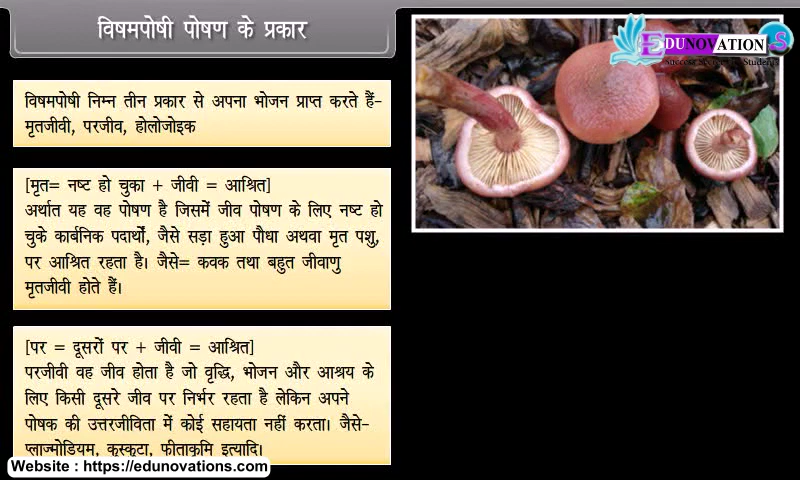 विषमपोषी पोषण के प्रकार
EDUNOVATION S
विषमपोषी निम्न तीन प्रकार से अपना भोजन प्राप्त करते हैं-
मृतजीवी, परजीव, होलोजोइक
[मृत= नष्ट हो चुका + जीवी = आश्रित]
अर्थात यह वह पोषण है जिसमें जीव पोषण के लिए नष्ट हो
चुके कार्बनिक पदार्थों, जैसे सड़ा हुआ पौधा अथवा मृत पशु,
पर आश्रित रहता है। जैसे= कवक तथा बहुत जीवाणु
मृतजीवी होते हैं।
[पर = दूसरों पर + जीवी = आश्रित]
परजीवी वह जीव होता है जो वृद्धि, भोजन और आश्रय के
लिए किसी दूसरे जीव पर निर्भर रहता है लेकिन अपने
पोषक की उत्तरजीविता में कोई सहायता नहीं करता। जैसे-
प्लाज्मोडियम, कुस्कुटा, फीताकृमि इत्यादि।
Website : https://edunovations.com